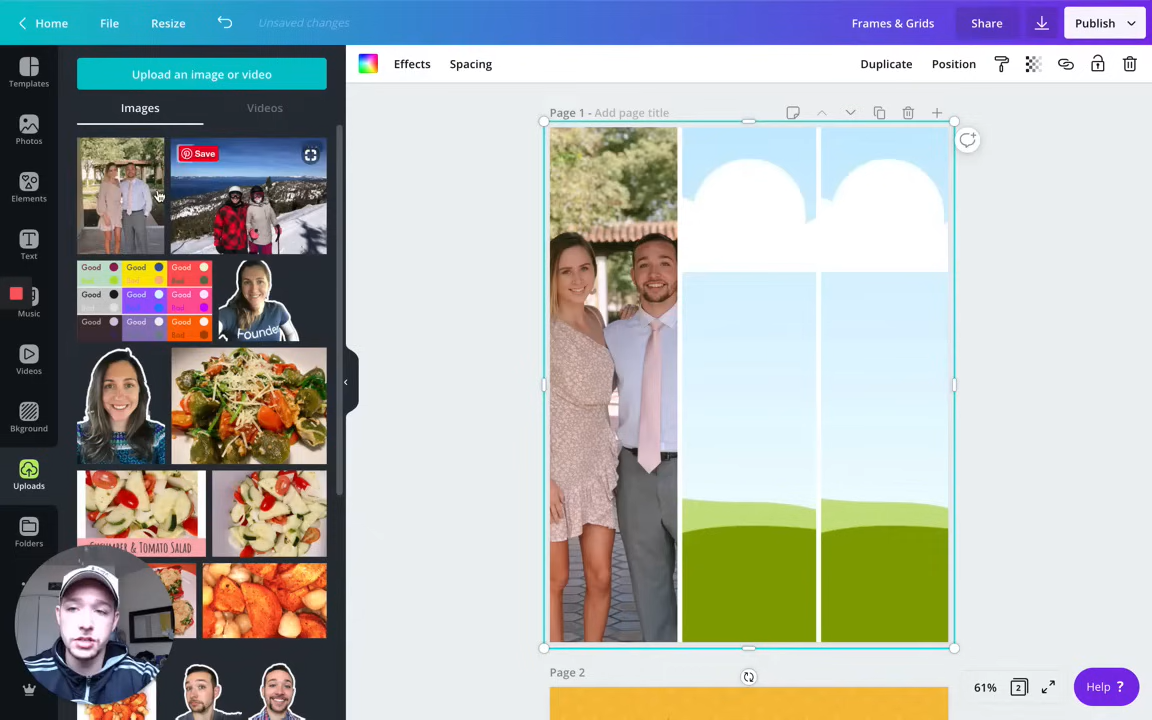 Home File Resize Unsaved changes Frames & Grids Share Publish
Templates
Photos
Elements
Text
Music
Videos
Bkground
Uploads
Folders
Upload an image or video
Images Videos
Save
Good Good Good
Good Good Good
Good Good Good
Founder
CUCUMBER & TOMATO SALAD
Effects Spacing Duplicate Position
Page 1 - Add page title
Page 2
61% 2 Help ?